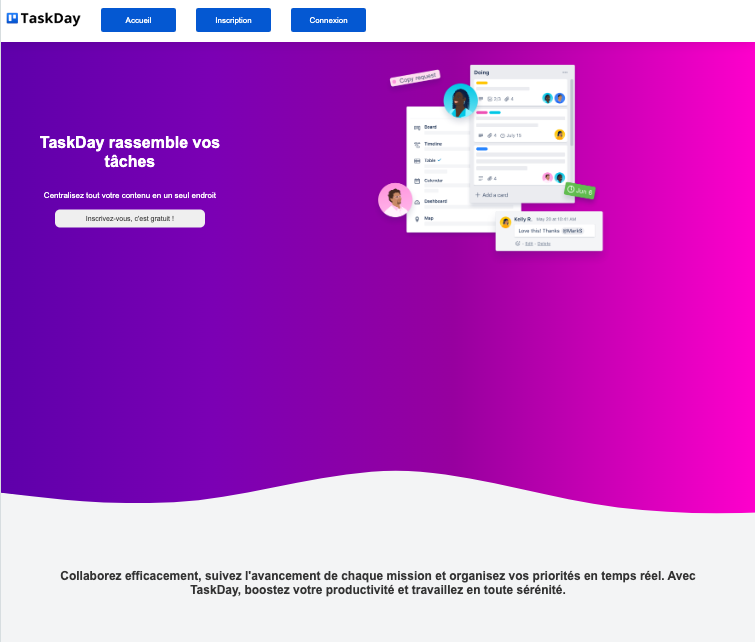 TaskDay
Accueil
Inscription
Connexion
TaskDay rassemble vos
tâches
Centralisez tout votre contenu en un seul endroit
Inscrivez-vous, c'est gratuit !
Copy request
Board
Timeline
Table
Calendar
Dashboard
Map
Doing
2/3
4
4
July 15
4
+ Add a card
Jun 6
Kelly R.
May 20 at 10:41 AM
Love this! Thanks @MarkS
Edit - Delete
Collaborez efficacement, suivez l'avancement de chaque mission et organisez vos priorités en temps réel. Avec
TaskDay, boostez votre productivité et travaillez en toute sérénité.